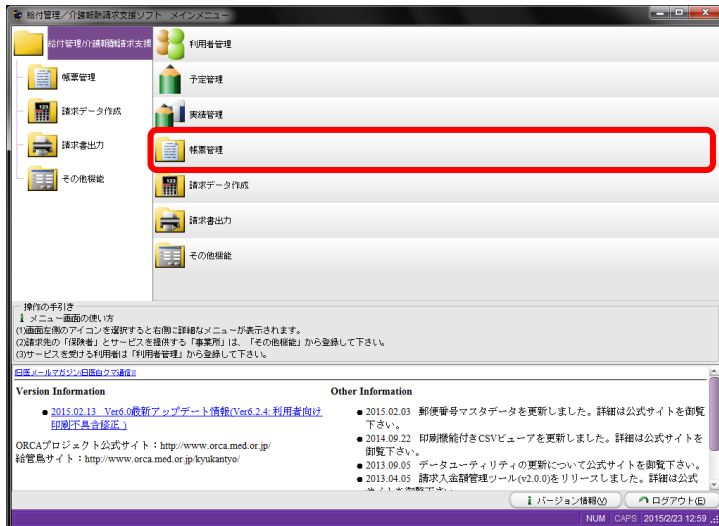 給付管理/介護報酬請求支援ソフト メインメニュー
給付管理/介護報酬請求支援
帳票管理
請求データ作成
請求書出力
その他機能
利用者管理
予定管理
実績管理
帳票管理
請求データ作成
請求書出力
その他機能
操作の手引き
メニュー画面の使い方
(1)画面左側のアイコンを選択すると右側に詳細なメニューが表示されます。
(2)請求先の「保険者」とサービスを提供する「事業所」は、「その他機能」から登録して下さい。
(3)サービスを受ける利用者は「利用者管理」から登録して下さい。
日医メールマガジン(日医白クマ通信)
Version Information
● 2015.02.13 Ver6.0最新アップデート情報(Ver6.2.4: 利用者向け
印刷不具合修正 )
ORCAプロジェクト公式サイト：http://www.orca.med.or.jp/
給管鳥サイト：http://www.orca.med.or.jp/kyukantyo/
Other Information
● 2015.02.03 郵便番号マスタデータを更新しました。詳細は公式サイトを御覧
下さい。
● 2014.09.22 印刷機能付きCSVビューアを更新しました。詳細は公式サイトを
御覧下さい。
● 2013.09.05 データユーティリティの更新について公式サイトを御覧下さい。
● 2013.04.05 請求入金額管理ツール(v2.0.0)をリリースしました。詳細は公式
バージョン情報(V)
ログアウト(E)
NUM CAPS 2015/2/23 12:59